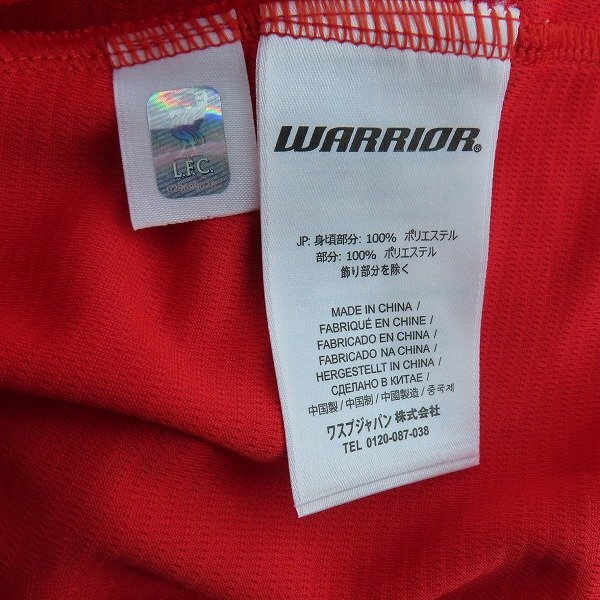 L.F.C.
WARRIOR®
JP: 身頃部分: 100% ポリエステル
部分: 100% ポリエステル
飾り部分を除く
MADE IN CHINA /
FABRIQUÉ EN CHINE /
FABRICADO EN CHINA /
FABRICADO NA CHINA /
HERGESTELLT IN CHINA /
СДЕЛАНО В КИТАЕ /
中国製 / 中国制 / 中國製造 / 중국제
ワスプジャパン 株式会社
TEL 0120-087-038